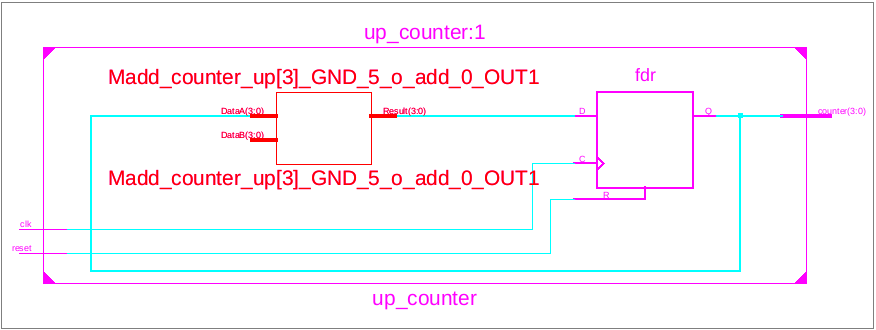 up_counter:1
Madd_counter_up[3]_GND_5_o_add_0_OUT1
fdr
DataA(3:0)
Result(3:0)
D
Q
counter(3:0)
DataB(3:0)
C
Madd_counter_up[3]_GND_5_o_add_0_OUT1
R
clk
reset
up_counter